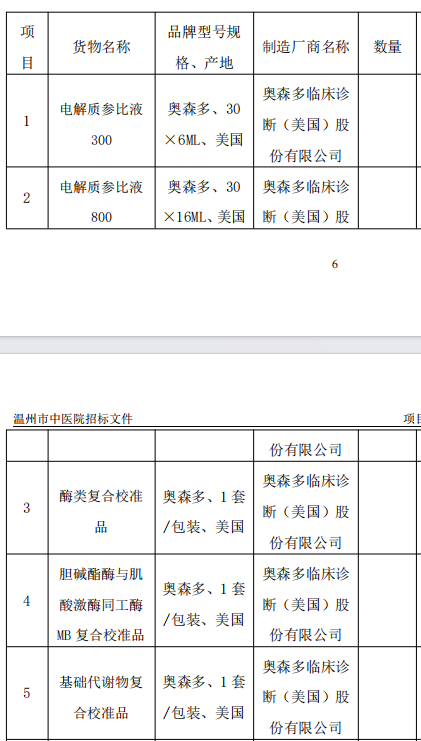 项目 货物名称 品牌型号规格、产地 制造厂商名称 数量
1 电解质参比液300 奥森多、30×6ML、美国 奥森多临床诊断（美国）股份有限公司
2 电解质参比液800 奥森多、30×16ML、美国 奥森多临床诊断（美国）股
6
温州市中医院招标文件 项目
份有限公司
3 酶类复合校准品 奥森多、1套/包装、美国 奥森多临床诊断（美国）股份有限公司
4 胆碱酯酶与肌酸激酶同工酶MB复合校准品 奥森多、1套/包装、美国 奥森多临床诊断（美国）股份有限公司
5 基础代谢物复合校准品 奥森多、1套/包装、美国 奥森多临床诊断（美国）股份有限公司